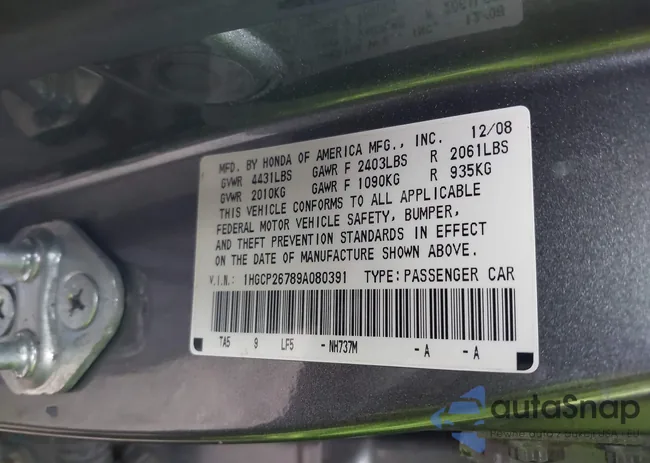 MFD. BY HONDA OF AMERICA MFG., INC. 12/08
GVWR 4431LBS GAWR F 2403LBS R 2061LBS
GVWR 2010KG GAWR F 1090KG R 935KG
THIS VEHICLE CONFORMS TO ALL APPLICABLE
FEDERAL MOTOR VEHICLE SAFETY, BUMPER,
AND THEFT PREVENTION STANDARDS IN EFFECT
ON THE DATE OF MANUFACTURE SHOWN ABOVE.
V.I.N.: 1HGCP26789A080391 TYPE: PASSENGER CAR
TA5 9 LF5 -NH737M -A -A
autoSnap